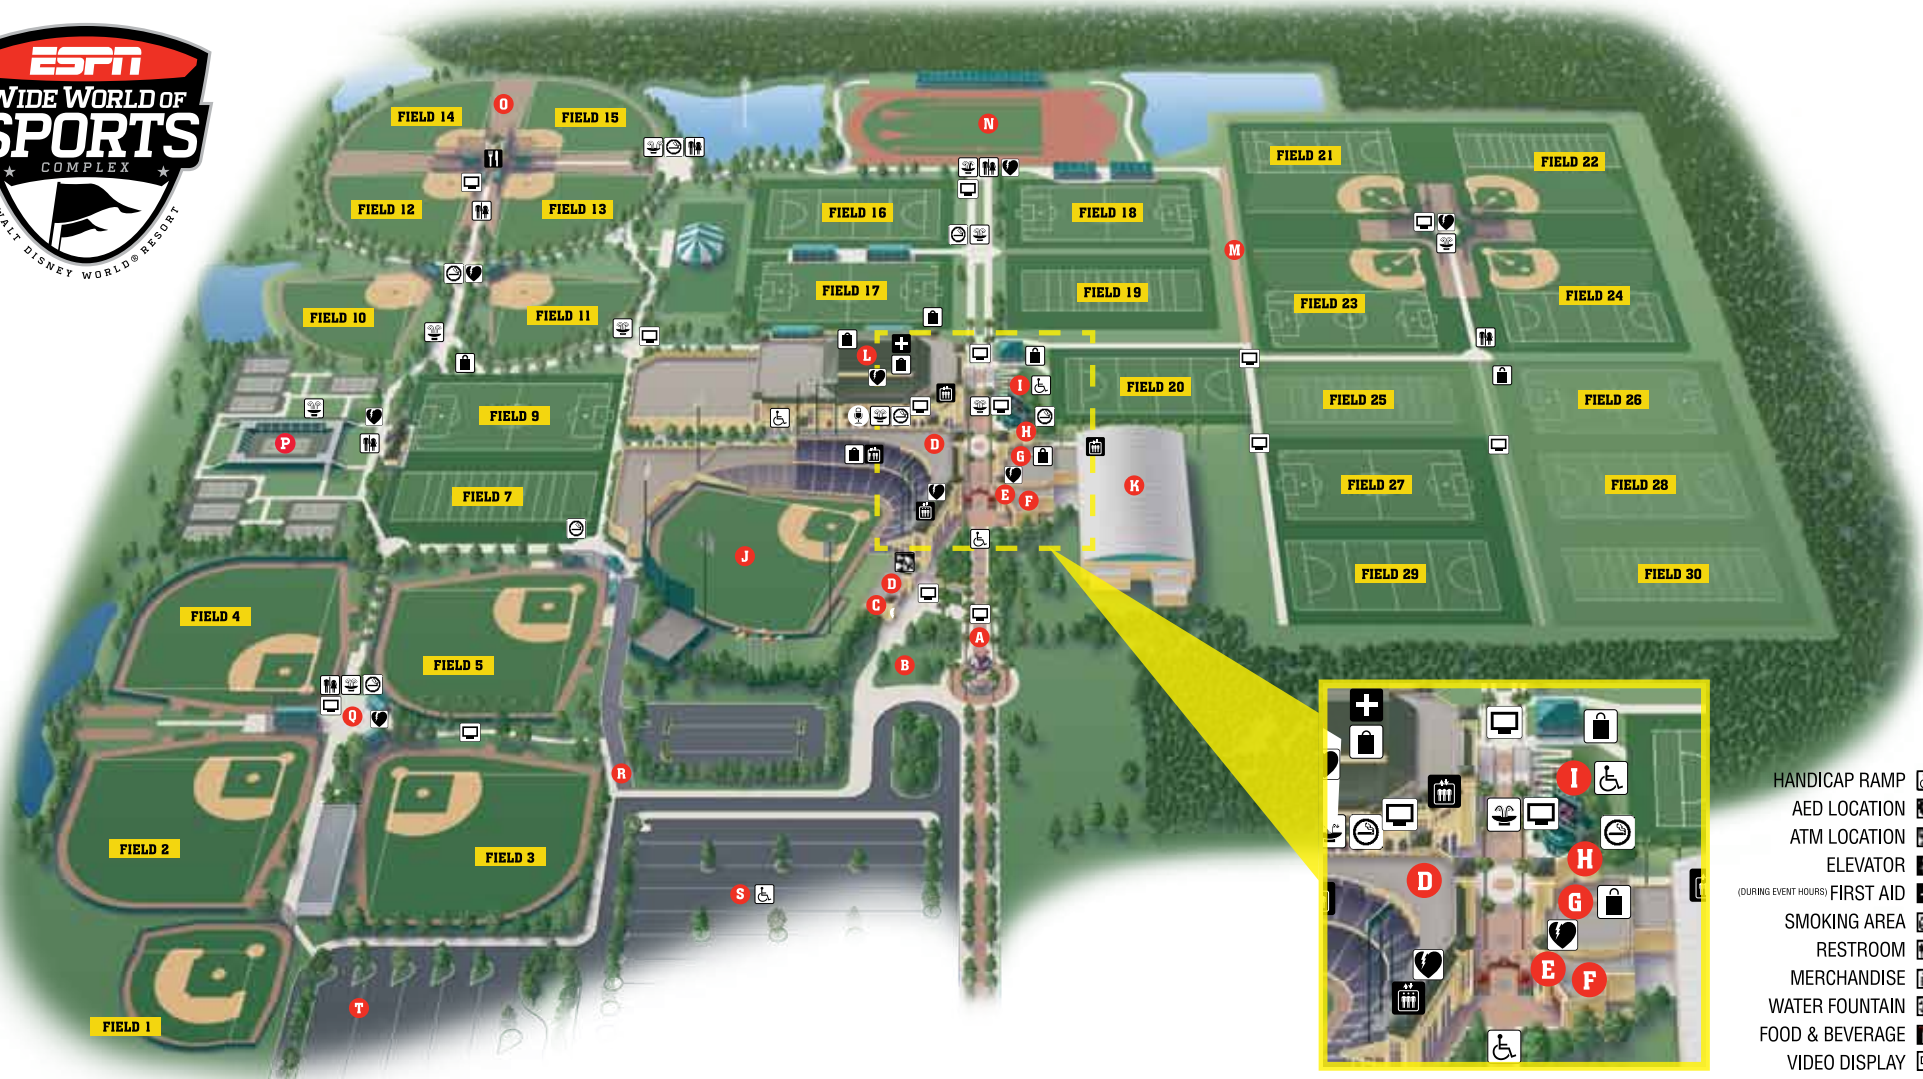 ESPN
WIDE WORLD OF
SPORTS
COMPLEX
WALT DISNEY WORLD® RESORT
FIELD 14
O
FIELD 15
FIELD 12
FIELD 13
FIELD 10
FIELD 11
N
FIELD 16
FIELD 18
FIELD 17
FIELD 19
M
FIELD 21
FIELD 22
FIELD 23
FIELD 24
L
I
FIELD 20
FIELD 25
FIELD 26
P
FIELD 9
FIELD 7
D
H
G
E
F
K
FIELD 27
FIELD 28
FIELD 29
FIELD 30
J
D
C
A
B
FIELD 4
FIELD 5
Q
R
FIELD 2
FIELD 3
S
T
FIELD 1
I
H
D
G
E
F
HANDICAP RAMP
AED LOCATION
ATM LOCATION
ELEVATOR
(DURING EVENT HOURS) FIRST AID
SMOKING AREA
RESTROOM
MERCHANDISE
WATER FOUNTAIN
FOOD & BEVERAGE
VIDEO DISPLAY